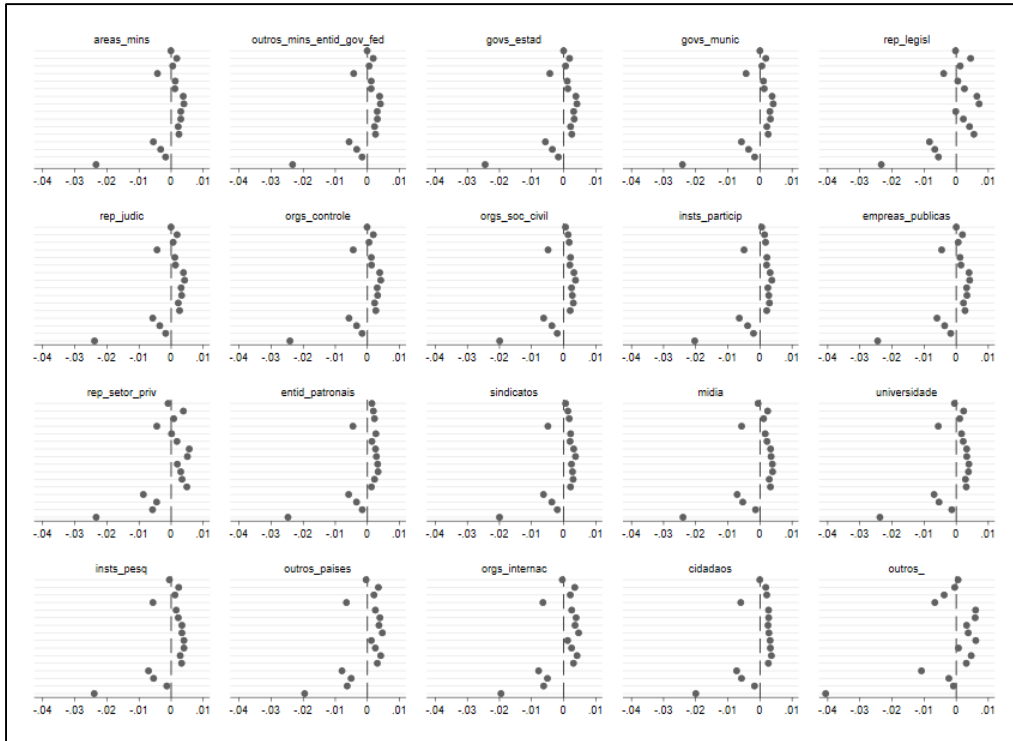 areas_mins outros_mins_entid_gov_fed govs_estad govs_munic rep_legisl
-.04 -.03 -.02 -.01 0 .01 -.04 -.03 -.02 -.01 0 .01 -.04 -.03 -.02 -.01 0 .01 -.04 -.03 -.02 -.01 0 .01 -.04 -.03 -.02 -.01 0 .01
rep_judic orgs_controle orgs_soc_civil insts_particip empreas_publicas
-.04 -.03 -.02 -.01 0 .01 -.04 -.03 -.02 -.01 0 .01 -.04 -.03 -.02 -.01 0 .01 -.04 -.03 -.02 -.01 0 .01 -.04 -.03 -.02 -.01 0 .01
rep_setor_priv entid_patronais sindicatos midia universidade
-.04 -.03 -.02 -.01 0 .01 -.04 -.03 -.02 -.01 0 .01 -.04 -.03 -.02 -.01 0 .01 -.04 -.03 -.02 -.01 0 .01 -.04 -.03 -.02 -.01 0 .01
insts_pesq outros_paises orgs_internac cidadaos outros_
-.04 -.03 -.02 -.01 0 .01 -.04 -.03 -.02 -.01 0 .01 -.04 -.03 -.02 -.01 0 .01 -.04 -.03 -.02 -.01 0 .01 -.04 -.03 -.02 -.01 0 .01